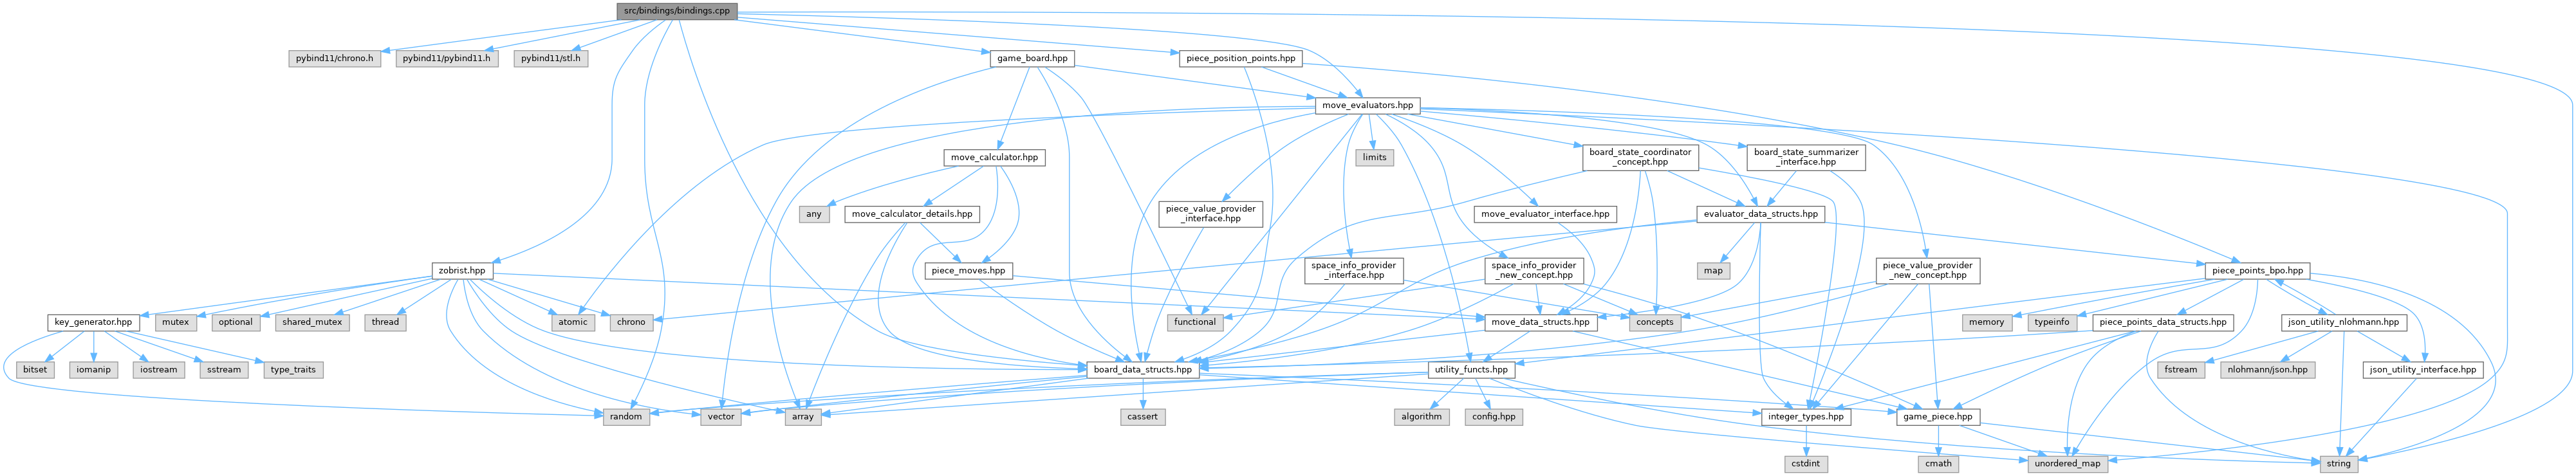 src/bindings/bindings.cpp
pybind11/chrono.h
pybind11/pybind11.h
pybind11/stl.h
game_board.hpp
piece_position_points.hpp
move_evaluators.hpp
move_calculator.hpp
limits
board_state_coordinator
_concept.hpp
board_state_summarizer
_interface.hpp
any
move_calculator_details.hpp
piece_value_provider
_interface.hpp
move_evaluator_interface.hpp
evaluator_data_structs.hpp
zobrist.hpp
piece_moves.hpp
space_info_provider
_interface.hpp
space_info_provider
_new_concept.hpp
map
piece_value_provider
_new_concept.hpp
piece_points_bpo.hpp
key_generator.hpp
mutex
optional
shared_mutex
thread
atomic
chrono
functional
move_data_structs.hpp
concepts
memory
typeinfo
piece_points_data_structs.hpp
json_utility_nlohmann.hpp
bitset
iomanip
iostream
sstream
type_traits
board_data_structs.hpp
utility_functs.hpp
fstream
nlohmann/json.hpp
json_utility_interface.hpp
random
vector
array
cassert
algorithm
config.hpp
integer_types.hpp
game_piece.hpp
cstdint
cmath
unordered_map
string